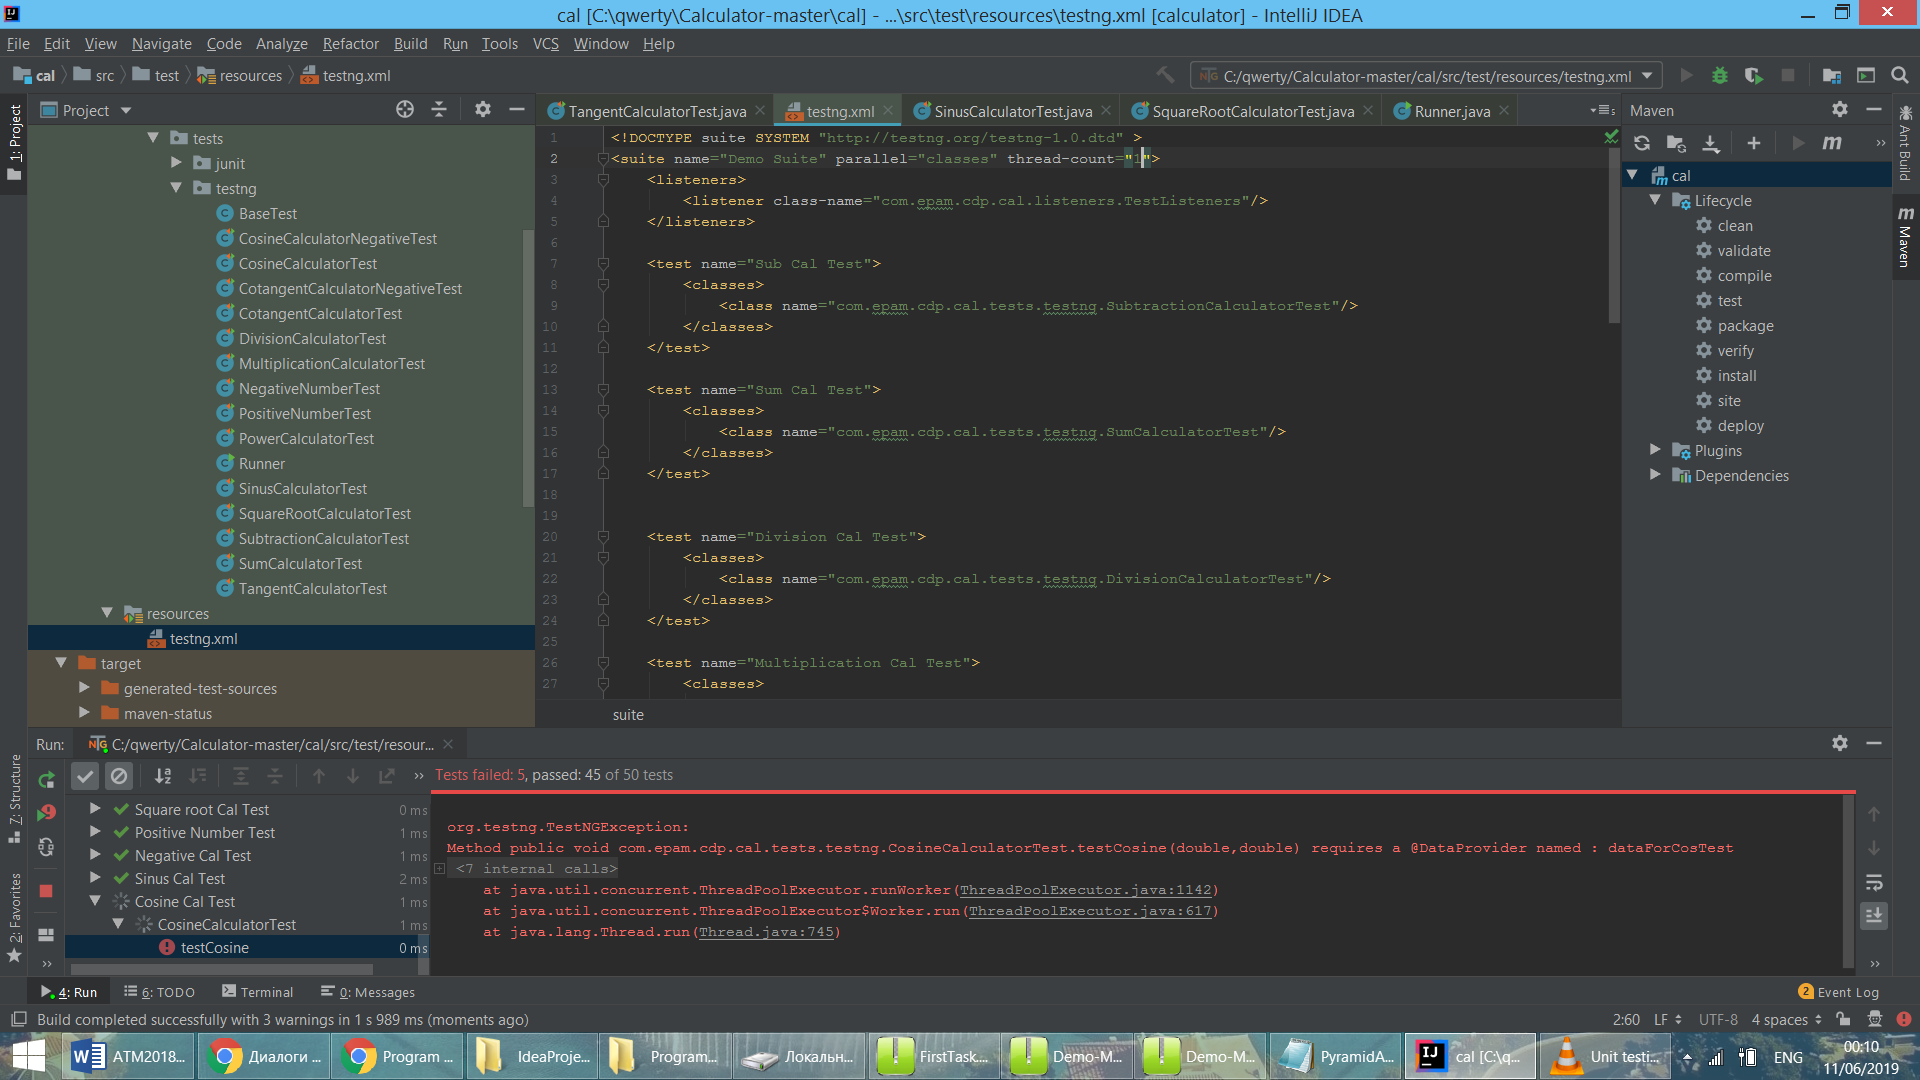 cal [C:\qwerty\Calculator-master\cal] - ...\src\test\resources\testng.xml [calculator] - IntelliJ IDEA
File Edit View Navigate Code Analyze Refactor Build Run Tools VCS Window Help
cal src test resources testng.xml
C:/qwerty/Calculator-master/cal/src/test/resources/testng.xml
1: Project
Project
tests
junit
testng
BaseTest
CosineCalculatorNegativeTest
CosineCalculatorTest
CotangentCalculatorNegativeTest
CotangentCalculatorTest
DivisionCalculatorTest
MultiplicationCalculatorTest
NegativeNumberTest
PositiveNumberTest
PowerCalculatorTest
Runner
SinusCalculatorTest
SquareRootCalculatorTest
SubtractionCalculatorTest
SumCalculatorTest
TangentCalculatorTest
resources
testng.xml
target
generated-test-sources
maven-status
TangentCalculatorTest.java testng.xml SinusCalculatorTest.java SquareRootCalculatorTest.java Runner.java
1 <!DOCTYPE suite SYSTEM "http://testng.org/testng-1.0.dtd" >
2 <suite name="Demo Suite" parallel="classes" thread-count="1">
3 <listeners>
4 <listener class-name="com.epam.cdp.cal.listeners.TestListeners"/>
5 </listeners>
6
7 <test name="Sub Cal Test">
8 <classes>
9 <class name="com.epam.cdp.cal.tests.testng.SubtractionCalculatorTest"/>
10 </classes>
11 </test>
12
13 <test name="Sum Cal Test">
14 <classes>
15 <class name="com.epam.cdp.cal.tests.testng.SumCalculatorTest"/>
16 </classes>
17 </test>
18
19
20 <test name="Division Cal Test">
21 <classes>
22 <class name="com.epam.cdp.cal.tests.testng.DivisionCalculatorTest"/>
23 </classes>
24 </test>
25
26 <test name="Multiplication Cal Test">
27 <classes>
suite
Maven
cal
Lifecycle
clean
validate
compile
test
package
verify
install
site
deploy
Plugins
Dependencies
Ant Build
Maven
Run: C:/qwerty/Calculator-master/cal/src/test/resour...
Tests failed: 5, passed: 45 of 50 tests
Z: Structure
2: Favorites
Square root Cal Test 0 ms
Positive Number Test 1 ms
Negative Cal Test 1 ms
Sinus Cal Test 2 ms
Cosine Cal Test 1 ms
CosineCalculatorTest 1 ms
testCosine 0 ms
org.testng.TestNGException:
Method public void com.epam.cdp.cal.tests.testng.CosineCalculatorTest.testCosine(double,double) requires a @DataProvider named : dataForCosTest
<7 internal calls>
at java.util.concurrent.ThreadPoolExecutor.runWorker(ThreadPoolExecutor.java:1142)
at java.util.concurrent.ThreadPoolExecutor$Worker.run(ThreadPoolExecutor.java:617)
at java.lang.Thread.run(Thread.java:745)
4: Run 6: TODO Terminal 0: Messages 2 Event Log
Build completed successfully with 3 warnings in 1 s 989 ms (moments ago) 2:60 LF UTF-8 4 spaces
ATM2018... Диалоги ... Program ... IdeaProje... Program... Локальн... FirstTask.... Demo-M... Demo-M... PyramidA... cal [C:\q... Unit testi... ENG
00:10
11/06/2019